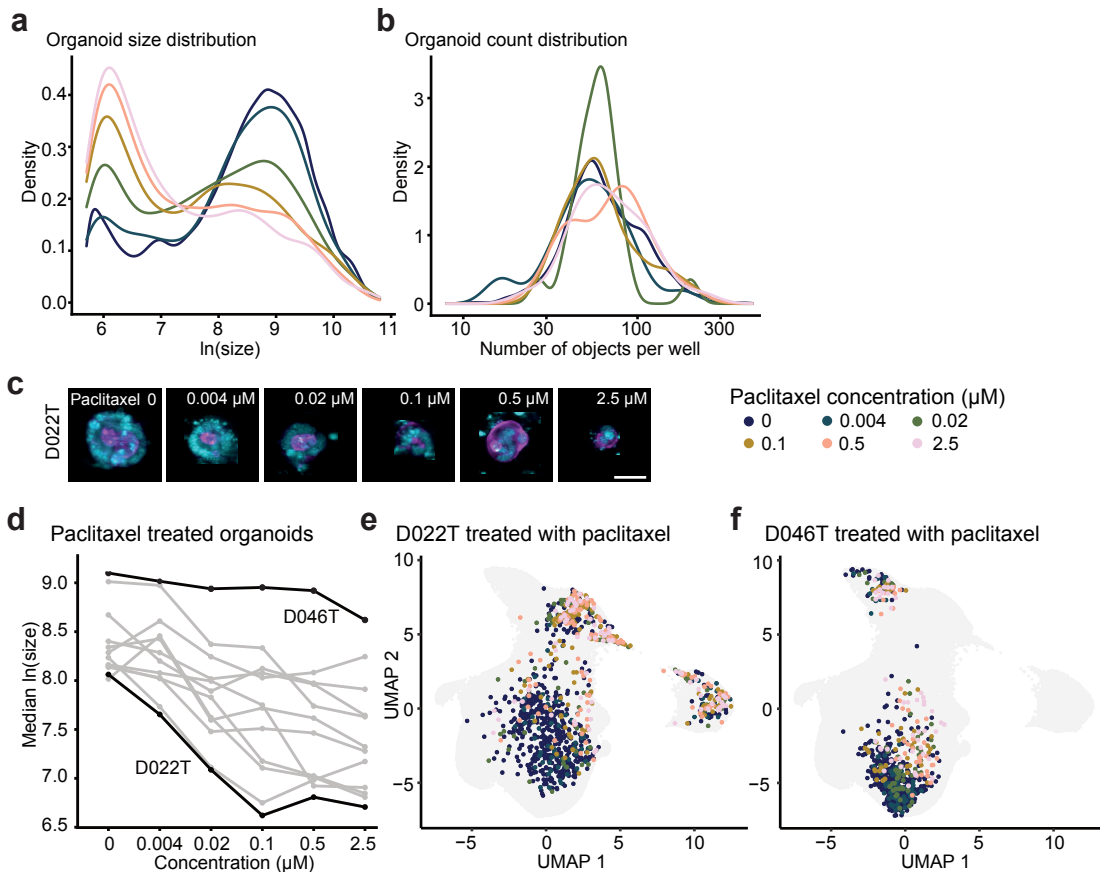 a
Organoid size distribution
Density
0.4
0.3
0.2
0.1
0.0
6 7 8 9 10 11
ln(size)
b
Organoid count distribution
Density
3
2
1
0
10 30 100 300
Number of objects per well
c
D022T
Paclitaxel 0
0.004 µM
0.02 µM
0.1 µM
0.5 µM
2.5 µM
Paclitaxel concentration (µM)
0 0.004 0.02
0.1 0.5 2.5
d
Paclitaxel treated organoids
Median ln(size)
9.0
8.5
8.0
7.5
7.0
6.5
D046T
D022T
0 0.004 0.02 0.1 0.5 2.5
Concentration (µM)
e
D022T treated with paclitaxel
UMAP 2
10
5
0
−5
−5 0 5 10
UMAP 1
f
D046T treated with paclitaxel
10
5
0
−5
−5 0 5 10
UMAP 1